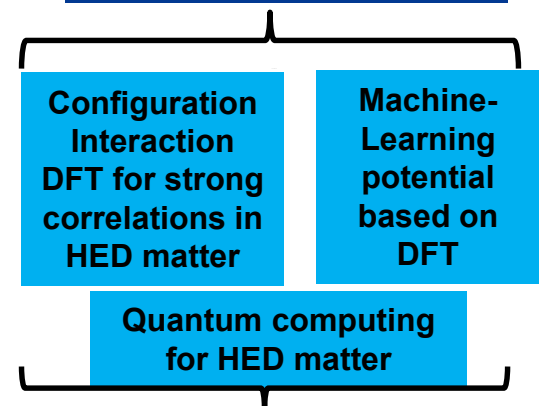 Configuration
Interaction
DFT for strong
correlations in
HED matter
Machine-
Learning
potential
based on
DFT
Quantum computing
for HED matter